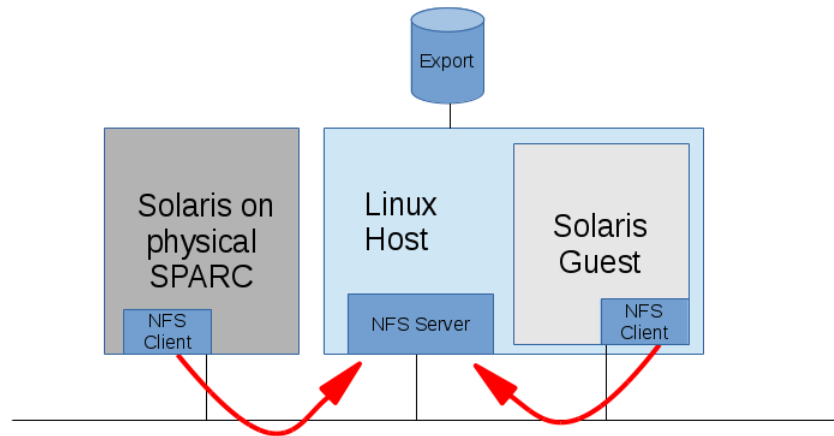 Export
Solaris on
physical
SPARC
NFS
Client
Linux
Host
NFS Server
Solaris
Guest
NFS
Client